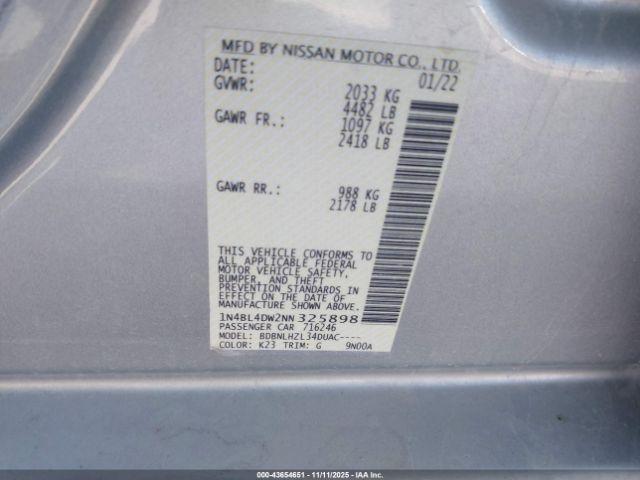 MFD BY NISSAN MOTOR CO., LTD.
DATE: 01/22
GVWR: 2033 KG
4482 LB
GAWR FR.: 1097 KG
2418 LB
GAWR RR.: 988 KG
2178 LB
THIS VEHICLE CONFORMS TO
ALL APPLICABLE FEDERAL
MOTOR VEHICLE SAFETY,
BUMPER, AND THEFT
PREVENTION STANDARDS IN
EFFECT ON THE DATE OF
MANUFACTURE SHOWN ABOVE.
1N4BL4DW2NN325898
PASSENGER CAR 716246
MODEL: BDBNLHZL34DUAC----
COLOR: K23 TRIM: G 9N00A
000-43654651 - 11/11/2025 - IAAI Inc.